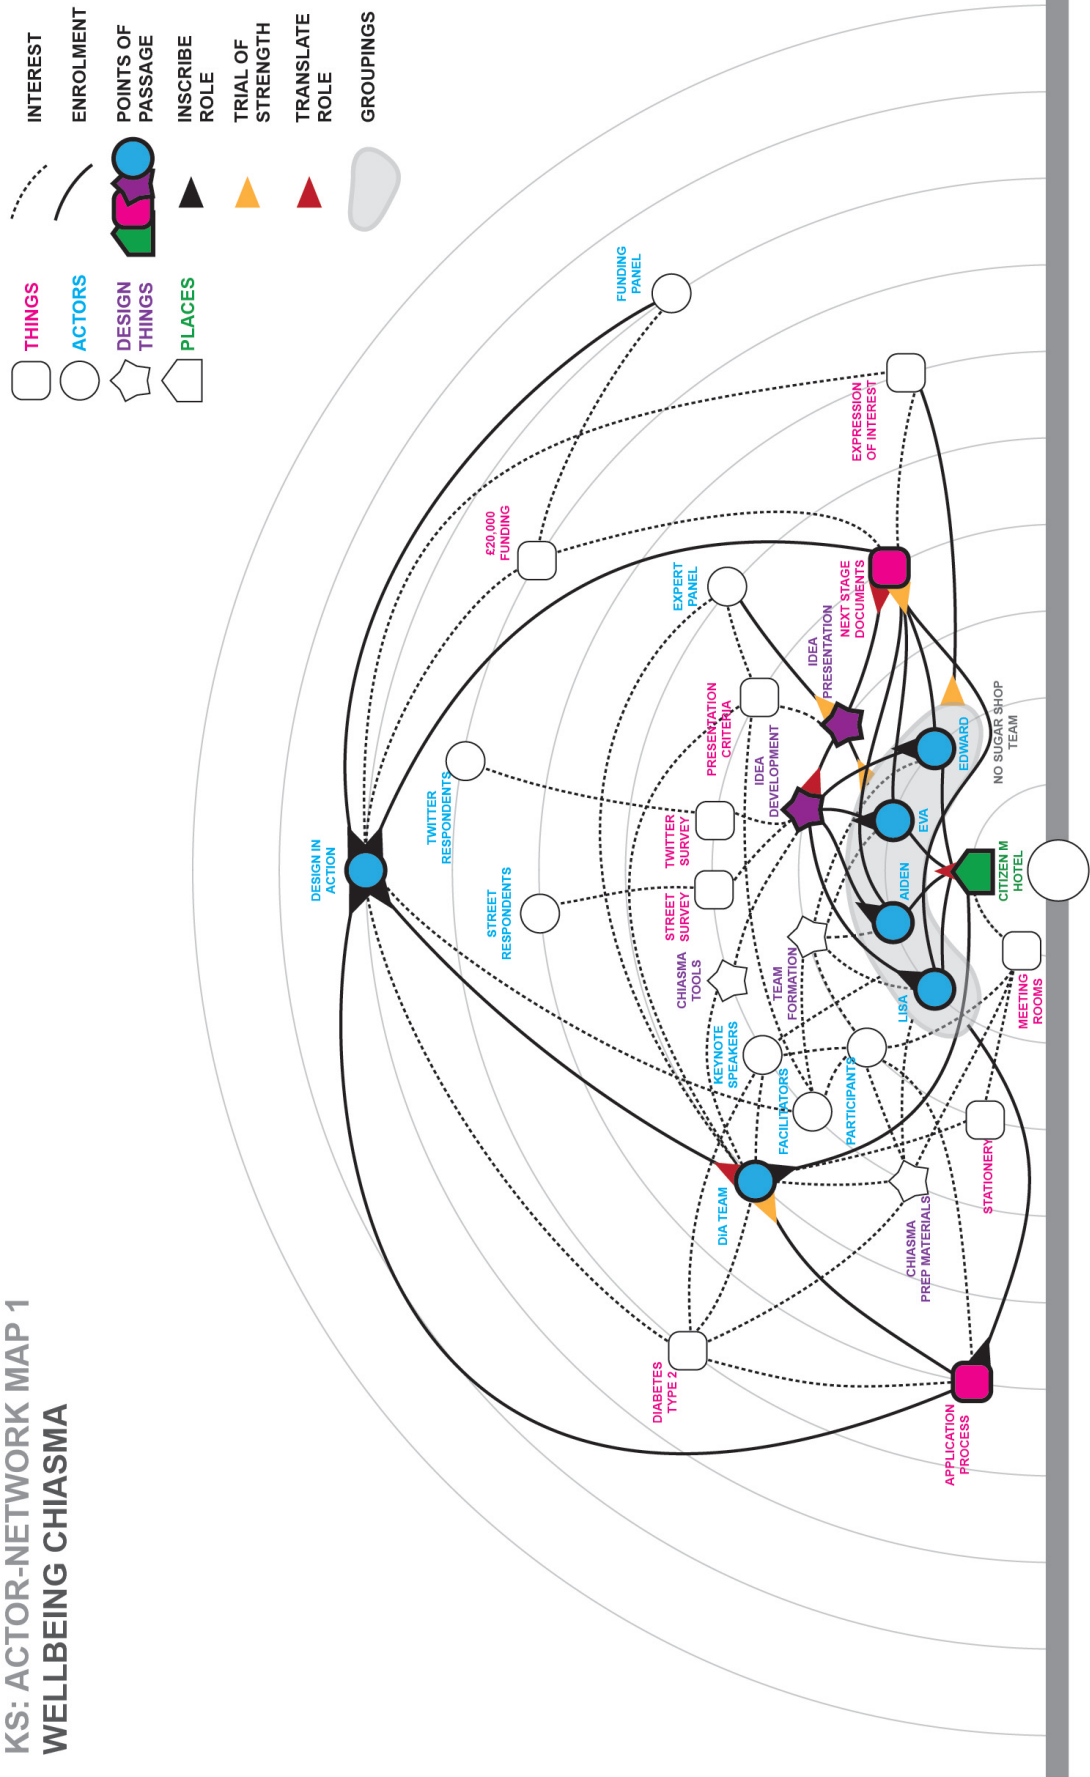 KS: ACTOR-NETWORK MAP 1
WELLBEING CHIASMA
THINGS
ACTORS
DESIGN
THINGS
PLACES
INTEREST
ENROLMENT
POINTS OF
PASSAGE
INSCRIBE
ROLE
TRIAL OF
STRENGTH
TRANSLATE
ROLE
GROUPINGS
DESIGN IN
ACTION
FUNDING
PANEL
£20,000
FUNDING
TWITTER
RESPONDENTS
STREET
RESPONDENTS
EXPERT
PANEL
EXPRESSION
OF INTEREST
PRESENTATION
CRITERIA
TWITTER
SURVEY
STREET
SURVEY
IDEA
DEVELOPMENT
IDEA
PRESENTATION
NEXT STAGE
DOCUMENTS
CHIASMA
TOOLS
TEAM
FORMATION
KEYNOTE
SPEAKERS
FACILITATORS
PARTICIPANTS
DiA TEAM
DIABETES
TYPE 2
CHIASMA
PREP MATERIALS
STATIONERY
MEETING
ROOMS
APPLICATION
PROCESS
LISA
AIDEN
EVA
EDWARD
NO SUGAR SHOP
TEAM
CITIZEN M
HOTEL